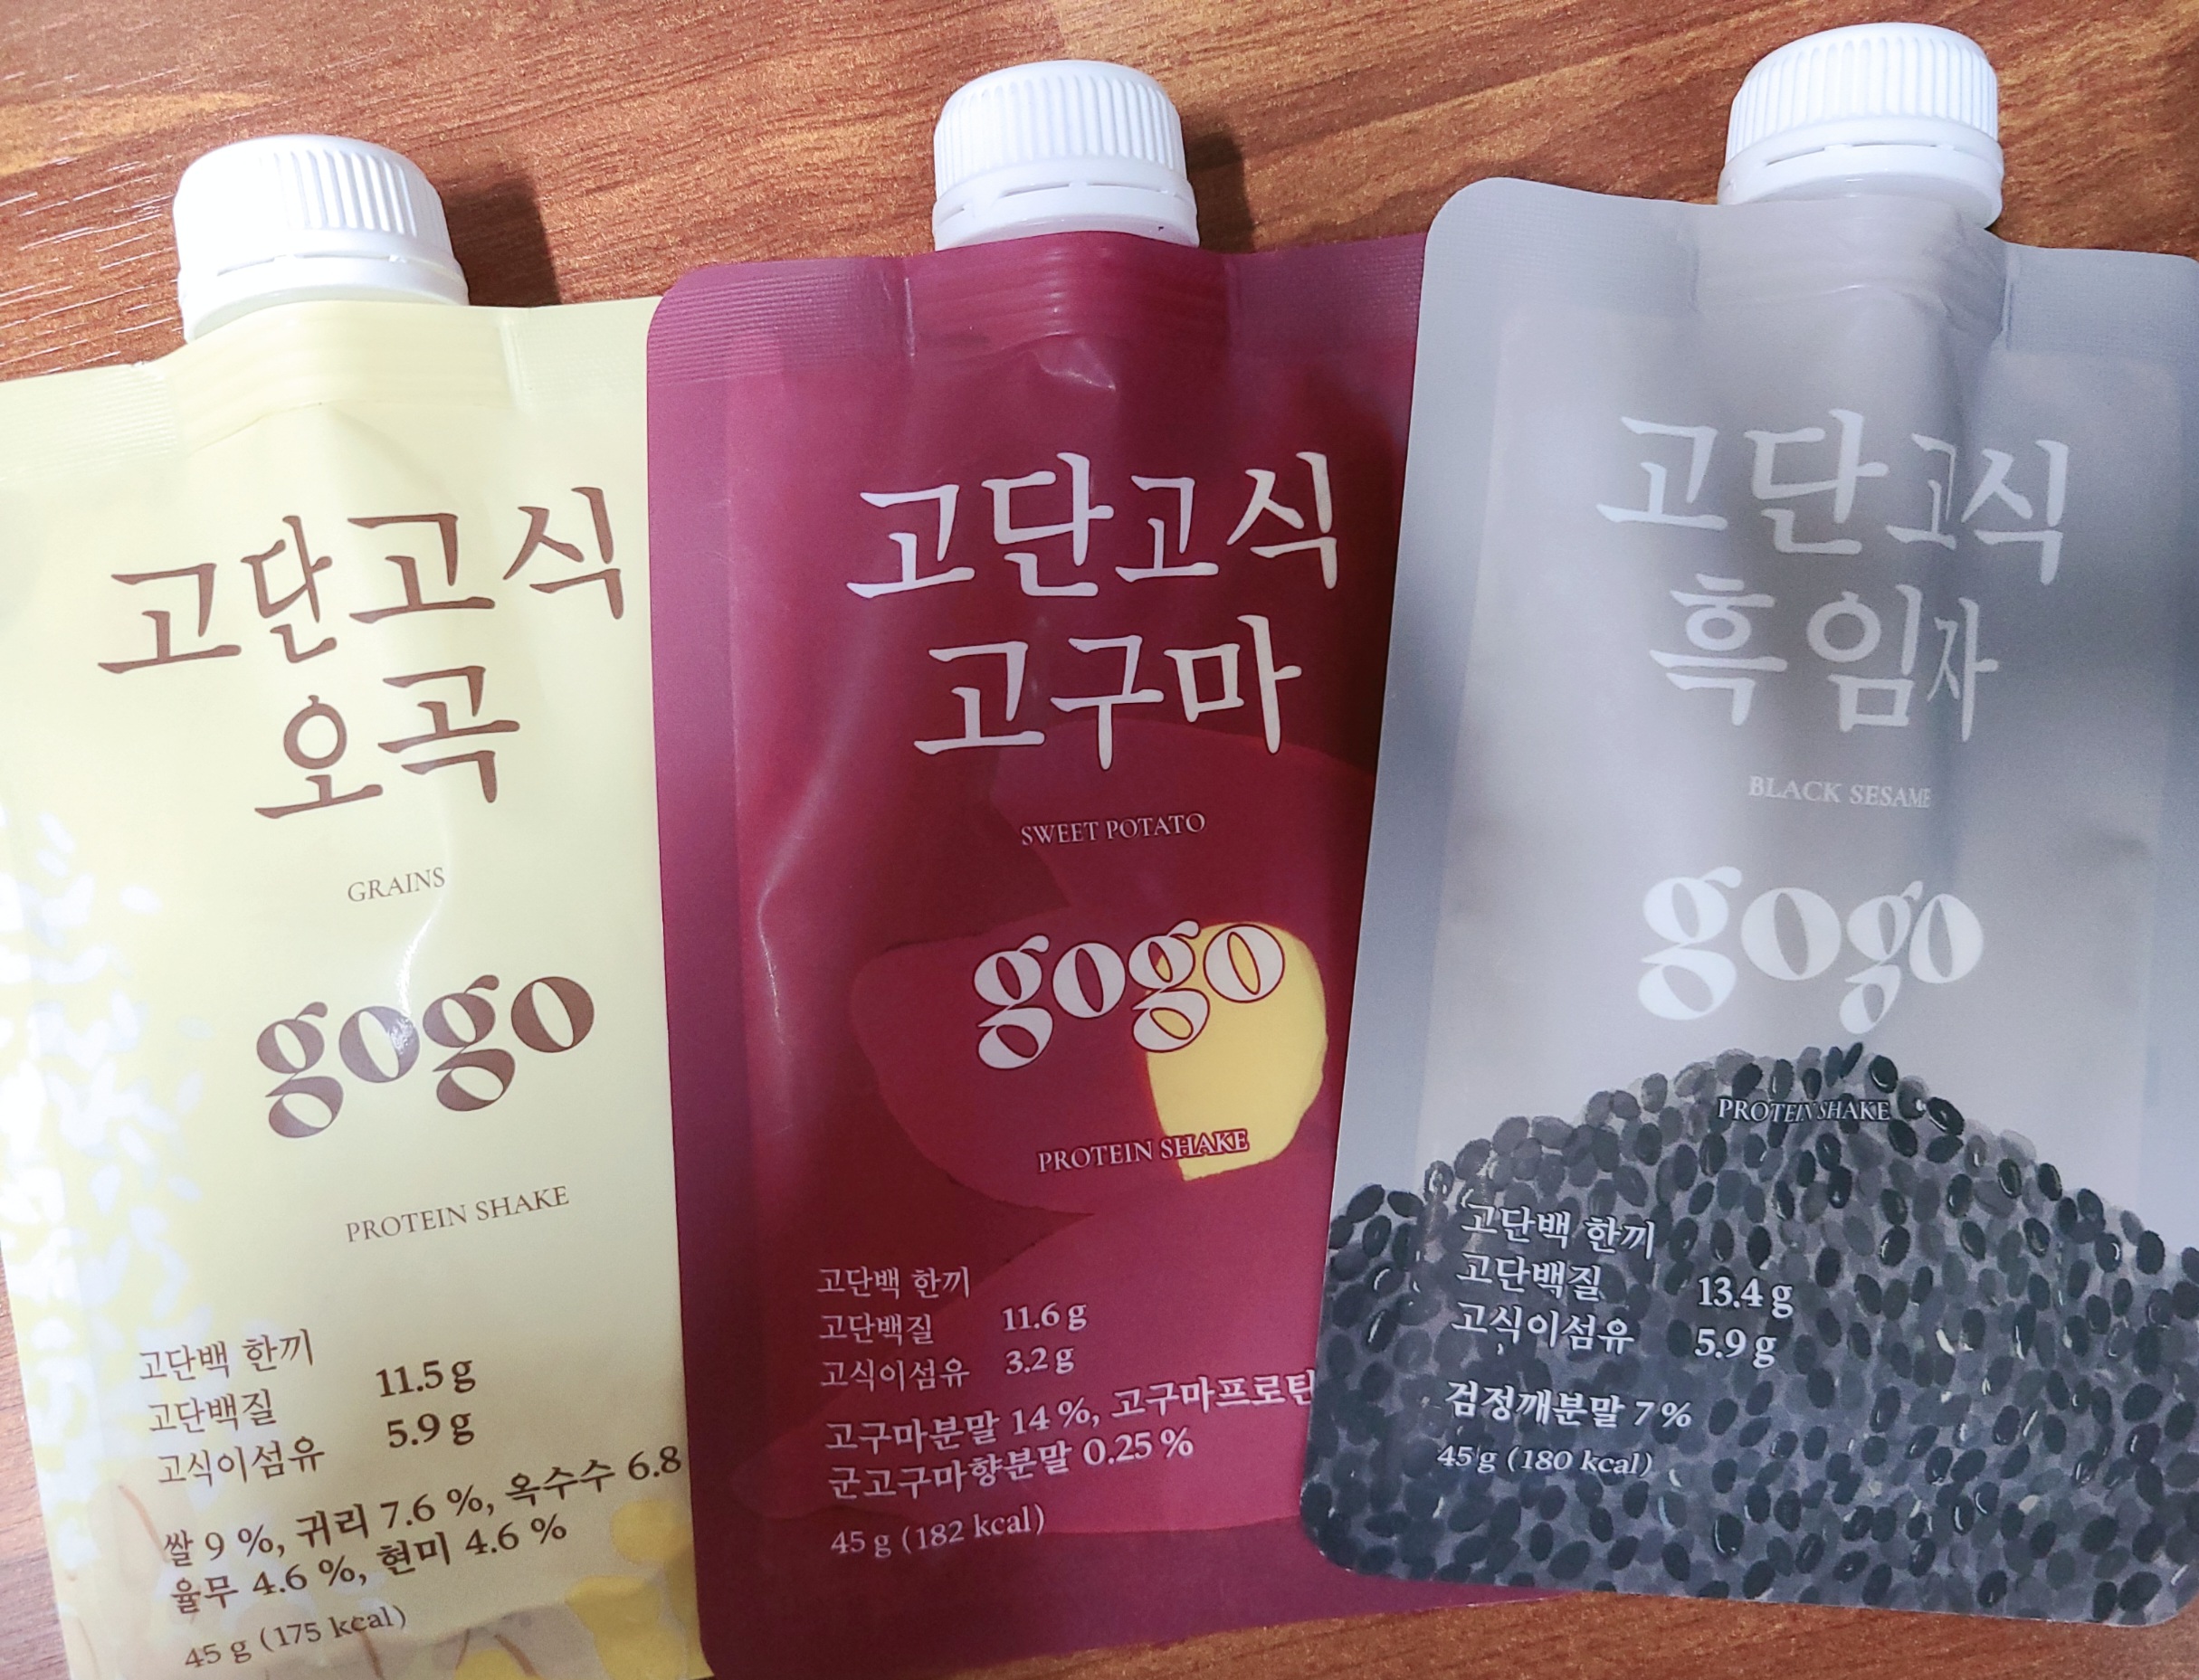 고단고식
오곡
GRAINS
gogo
PROTEIN SHAKE
고단백 한끼
고단백질 11.5 g
고식이섬유 5.9 g
쌀 9 %, 귀리 7.6 %, 옥수수 6.8
율무 4.6 %, 현미 4.6 %
45 g (175 kcal)
고단고식
고구마
SWEET POTATO
gogo
PROTEIN SHAKE
고단백 한끼
고단백질 11.6 g
고식이섬유 3.2 g
고구마분말 14 %, 고구마프로틴
군고구마향분말 0.25 %
45 g (182 kcal)
고단고식
흑임자
BLACK SESAME
gogo
PROTEIN SHAKE
고단백 한끼
고단백질 13.4 g
고식이섬유 5.9 g
검정깨분말 7 %
45 g (180 kcal)